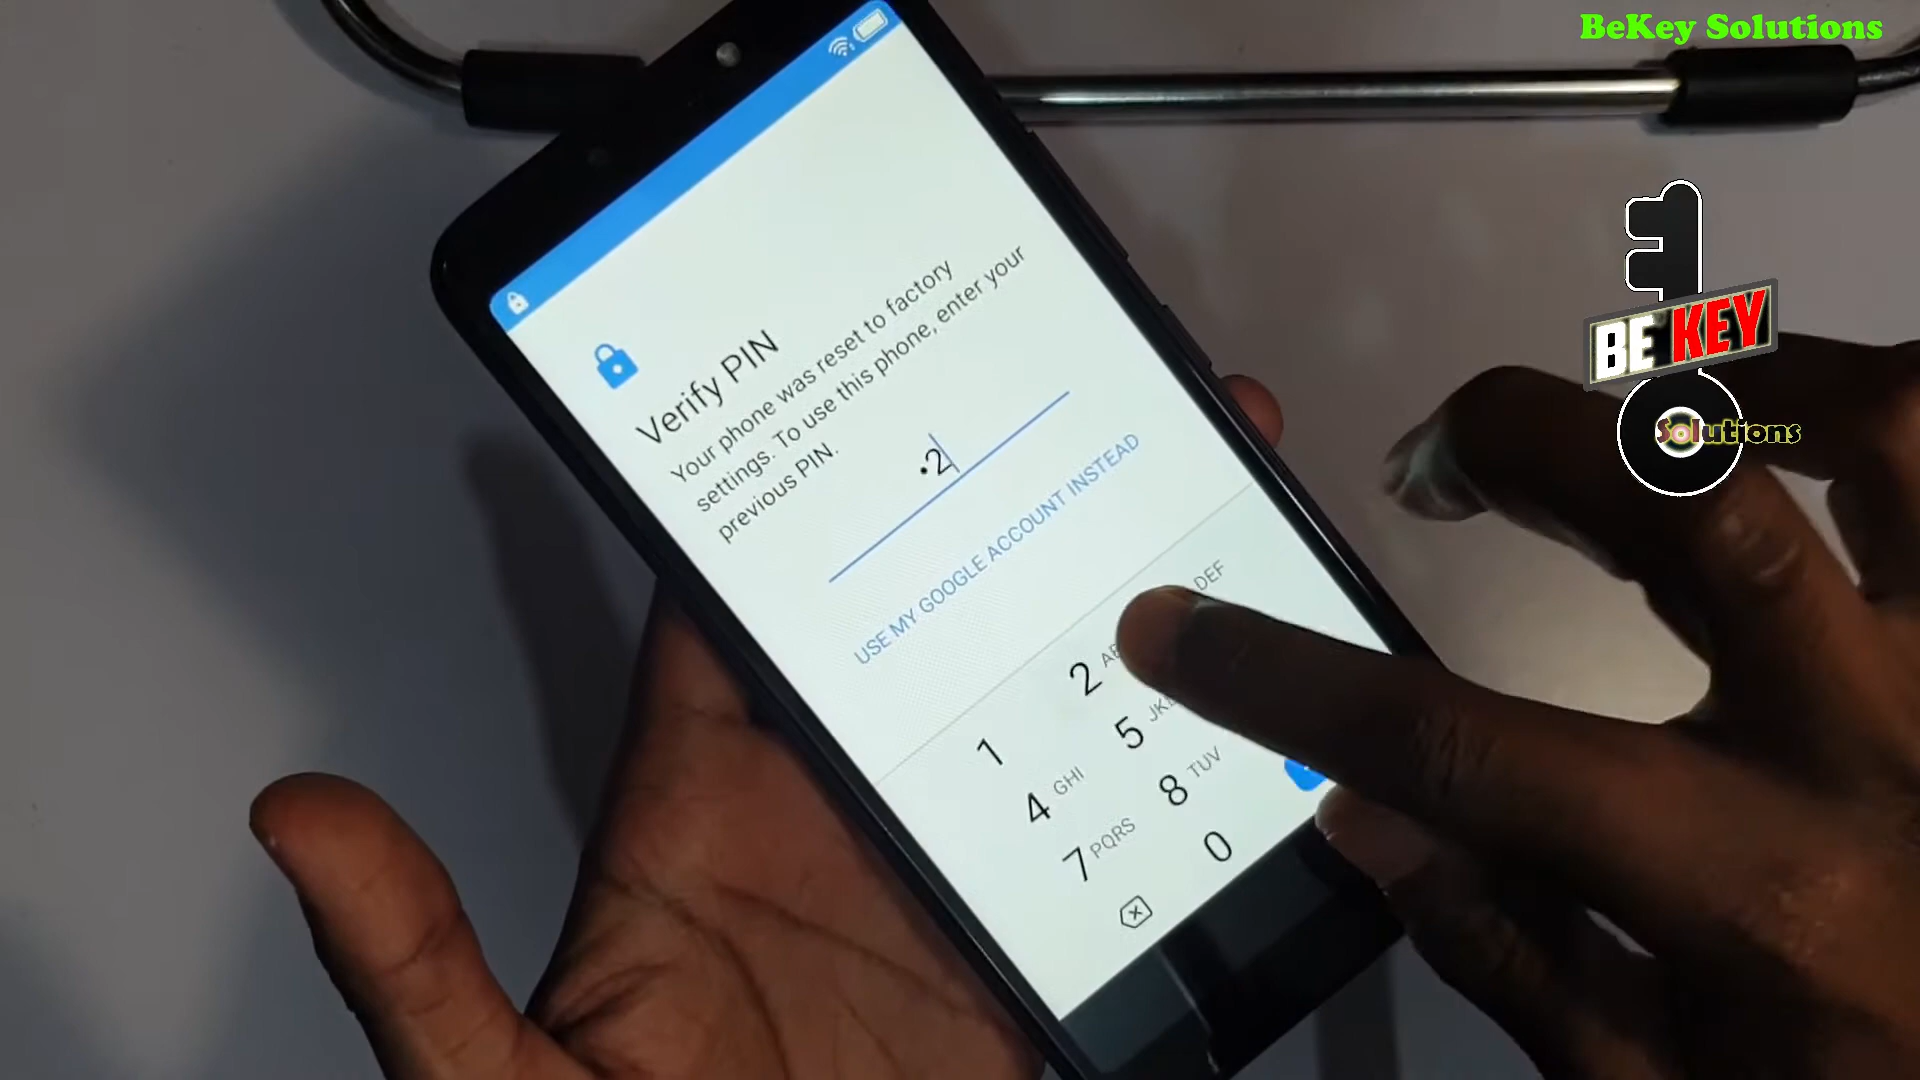 BeKey Solutions
BE KEY
Solutions
Verify PIN
Your phone was reset to factory
settings. To use this phone, enter your
previous PIN.
•2
USE MY GOOGLE ACCOUNT INSTEAD
1
2
DEF
4 GHI
5
7 PQRS
8 TUV
0